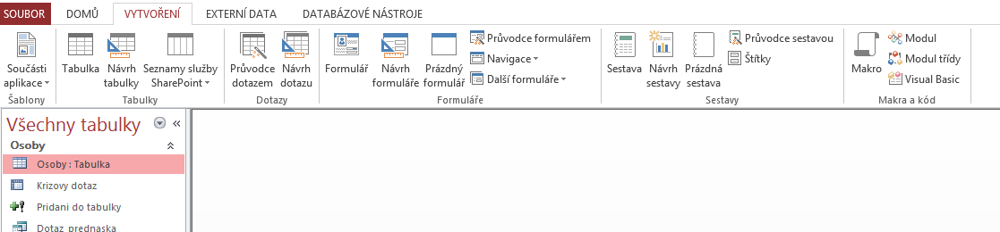 SOUBOR DOMŮ VYTVOŘENÍ EXTERNÍ DATA DATABÁZOVÉ NÁSTROJE
Součásti aplikace
Šablony
Tabulka
Návrh tabulky
Seznamy služby SharePoint
Tabulky
Průvodce dotazem
Návrh dotazu
Dotazy
Formulář
Návrh formuláře
Prázdný formulář
Průvodce formulářem
Navigace
Další formuláře
Formuláře
Sestava
Návrh sestavy
Prázdná sestava
Průvodce sestavou
Štítky
Sestavy
Makro
Modul
Modul třídy
Visual Basic
Makra a kód
Všechny tabulky
Osoby
Osoby : Tabulka
Krizovy dotaz
Pridani do tabulky
Dotaz_prednaska